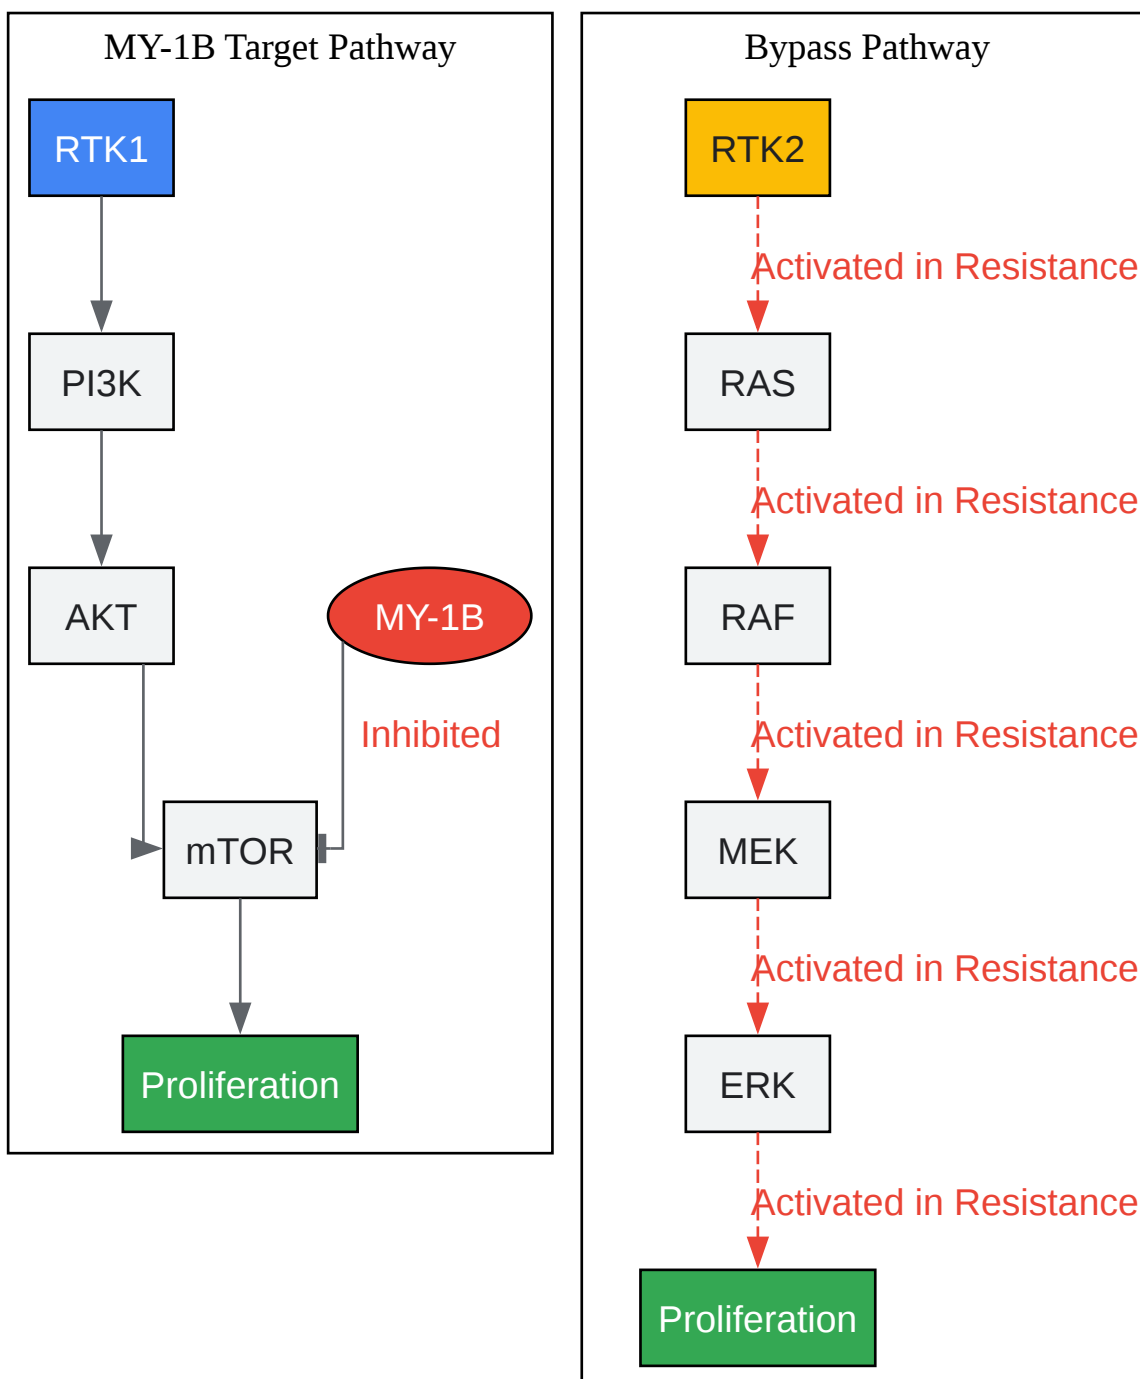 MY-1B Target Pathway
RTK1
PI3K
AKT
MY-1B
Inhibited
mTOR
Proliferation
Bypass Pathway
RTK2
Activated in Resistance
RAS
Activated in Resistance
RAF
Activated in Resistance
MEK
Activated in Resistance
ERK
Activated in Resistance
Proliferation